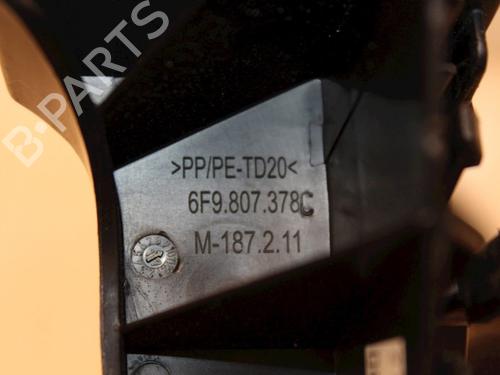 B-PARTS
>PP/PE-TD20<
6F9.807.378C
M-187.2.11